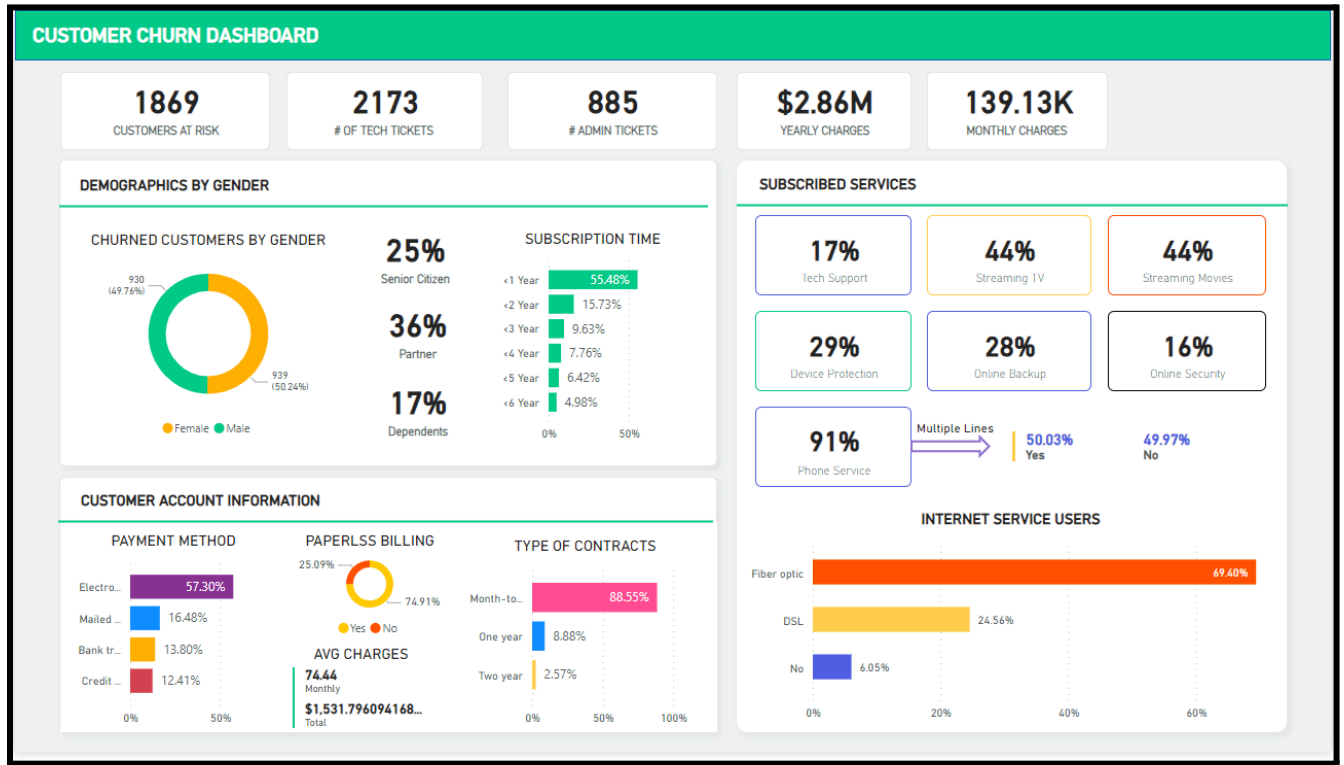 CUSTOMER CHURN DASHBOARD
1869
CUSTOMERS AT RISK
2173
# OF TECH TICKETS
885
# ADMIN TICKETS
$2.86M
YEARLY CHARGES
139.13K
MONTHLY CHARGES
DEMOGRAPHICS BY GENDER
CHURNED CUSTOMERS BY GENDER
930
(49.76%)
939
(50.24%)
Female Male
25%
Senior Citizen
36%
Partner
17%
Dependents
SUBSCRIPTION TIME
<1 Year 55.48%
<2 Year 15.73%
<3 Year 9.63%
<4 Year 7.76%
<5 Year 6.42%
<6 Year 4.98%
0% 50%
CUSTOMER ACCOUNT INFORMATION
PAYMENT METHOD
Electro... 57.30%
Mailed ... 16.48%
Bank tr... 13.80%
Credit ... 12.41%
0% 50%
PAPERLSS BILLING
25.09%
74.91%
Yes No
AVG CHARGES
74.44
Monthly
$1,531.796094168...
Total
TYPE OF CONTRACTS
Month-to... 88.55%
One year 8.88%
Two year 2.57%
0% 50% 100%
SUBSCRIBED SERVICES
17%
Tech Support
44%
Streaming TV
44%
Streaming Movies
29%
Device Protection
28%
Online Backup
16%
Online Security
91%
Phone Service
Multiple Lines
50.03%
Yes
49.97%
No
INTERNET SERVICE USERS
Fiber optic 69.40%
DSL 24.56%
No 6.05%
0% 20% 40% 60%